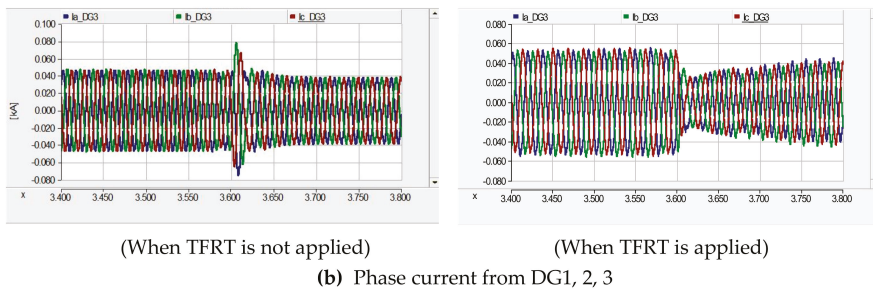 Ia_DG3 Ib_DG3 Ic_DG3
0.100
0.080
0.060
0.040
0.020
0.000
-0.020
-0.040
-0.060
-0.080
[kA]
x 3.400 3.450 3.500 3.550 3.600 3.650 3.700 3.750 3.800
Ia_DG3 Ib_DG3 Ic_DG3
0.080
0.060
0.040
0.020
0.000
-0.020
-0.040
-0.060
-0.080
x 3.400 3.450 3.500 3.550 3.600 3.650 3.700 3.750 3.800
(When TFRT is not applied) (When TFRT is applied)
(b) Phase current from DG1, 2, 3